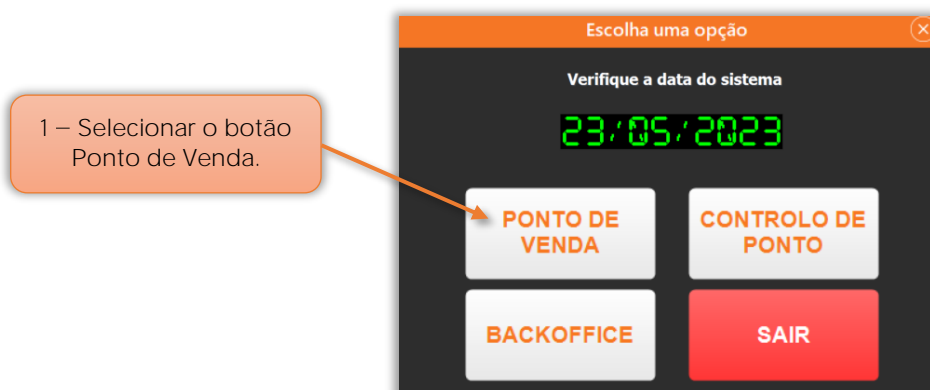 Escolha uma opção
Verifique a data do sistema
23/05/2023
1 – Selecionar o botão
Ponto de Venda.
PONTO DE
VENDA
CONTROLO DE
PONTO
BACKOFFICE
SAIR